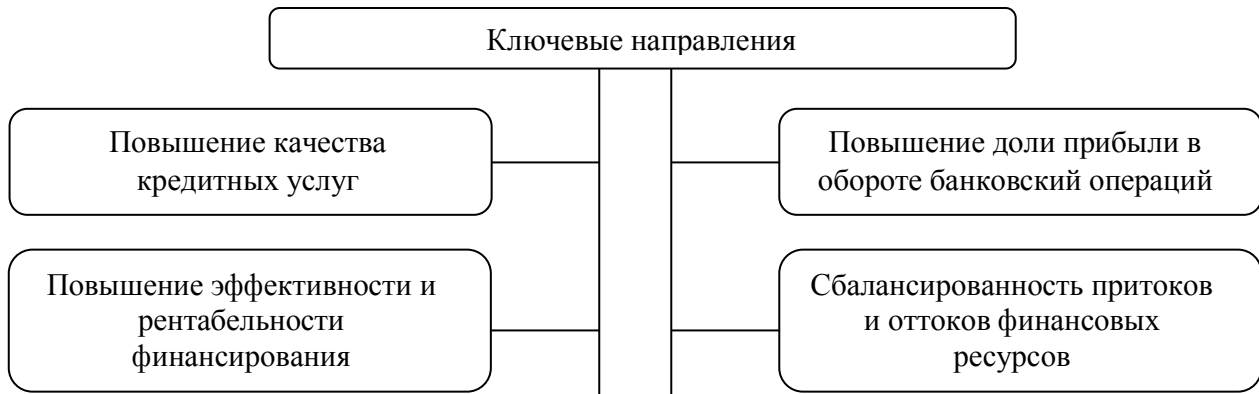 Ключевые направления
Повышение качества
кредитных услуг
Повышение доли прибыли в
обороте банковский операций
Повышение эффективности и
рентабельности
финансирования
Сбалансированность притоков
и оттоков финансовых
ресурсов